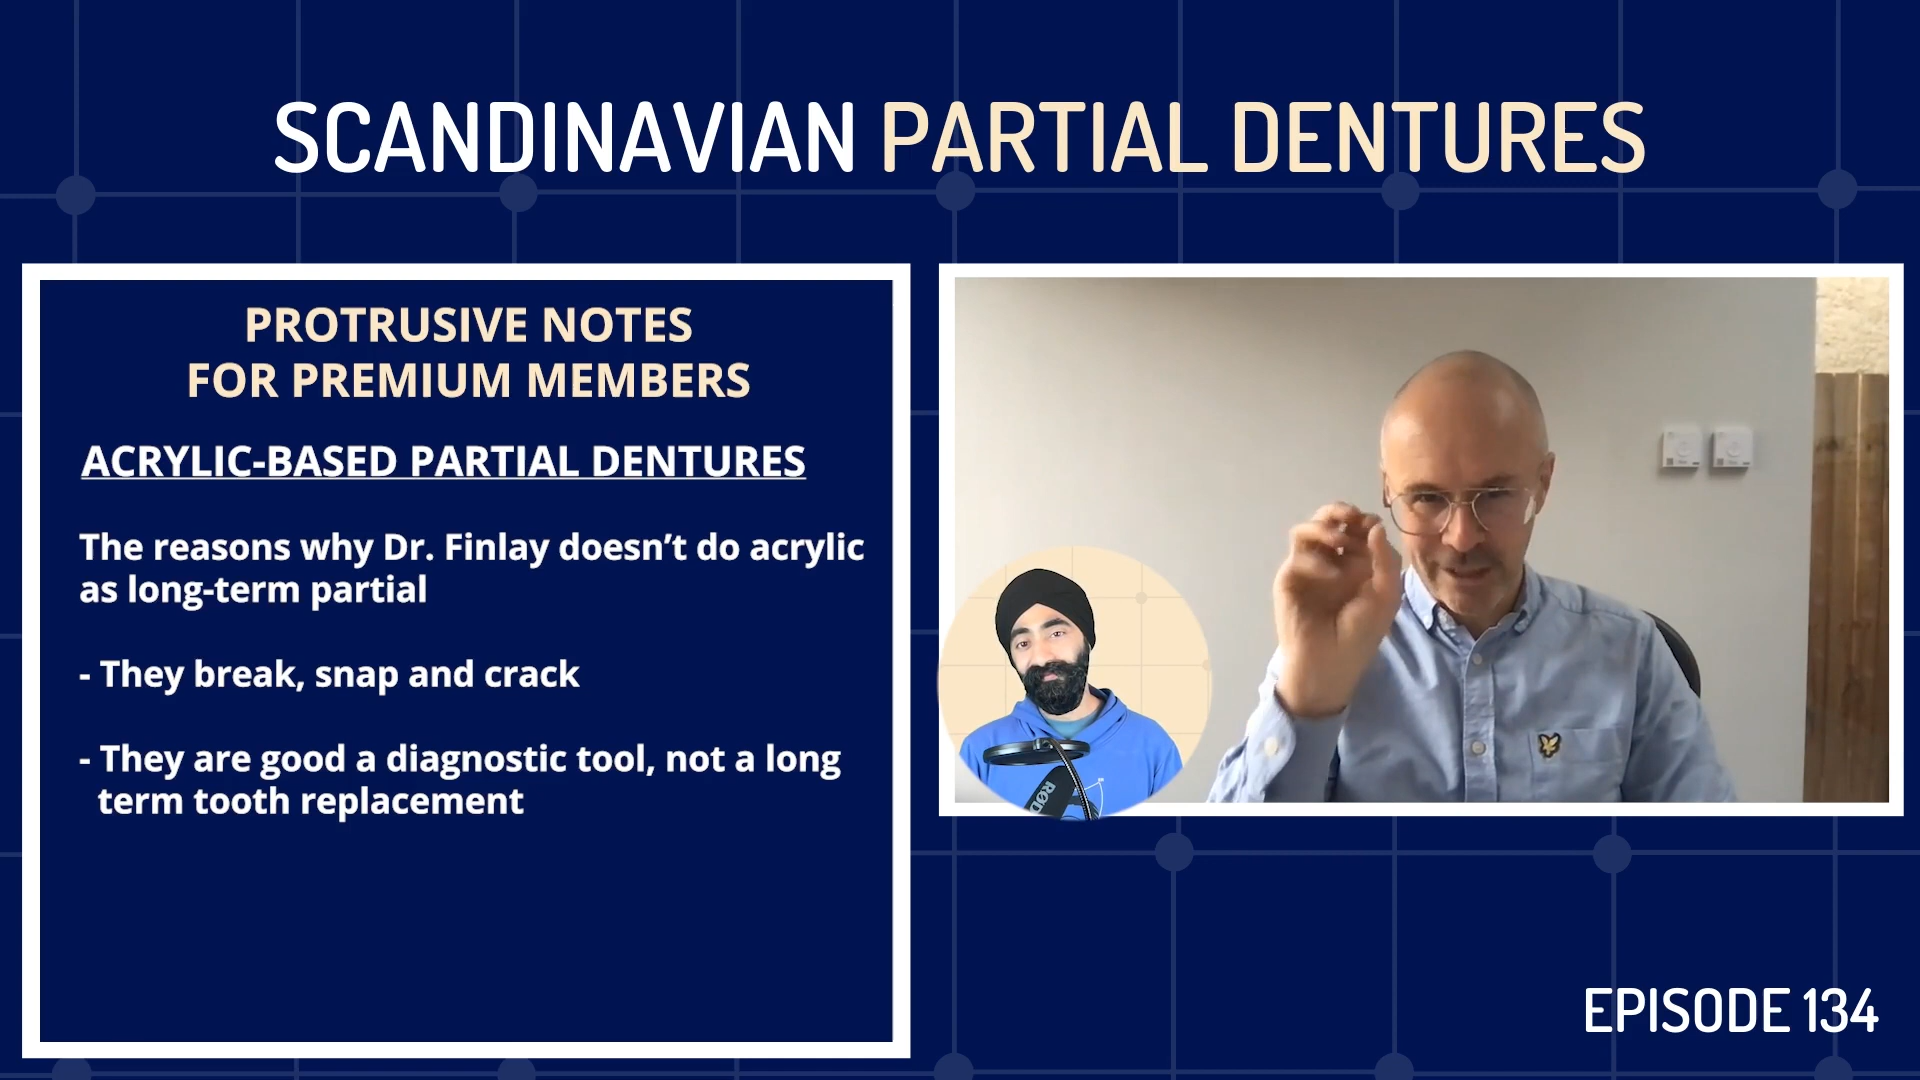 SCANDINAVIAN PARTIAL DENTURES
PROTRUSIVE NOTES
FOR PREMIUM MEMBERS
ACRYLIC-BASED PARTIAL DENTURES
The reasons why Dr. Finlay doesn’t do acrylic
as long-term partial
- They break, snap and crack
- They are good a diagnostic tool, not a long
term tooth replacement
RØDE
EPISODE 134